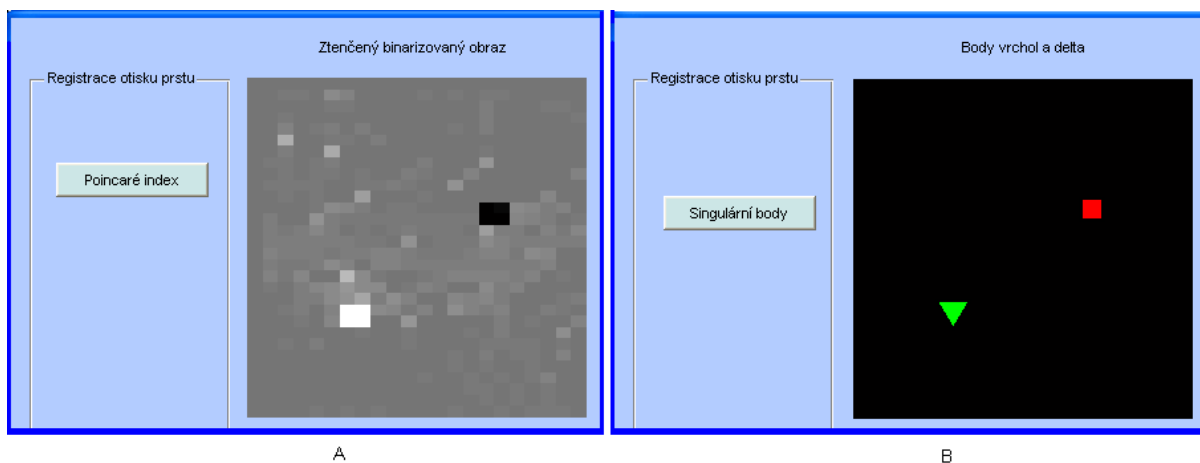 Ztenčený binarizovaný obraz
Registrace otisku prstu
Poincaré index
A
Body vrchol a delta
Registrace otisku prstu
Singulární body
B